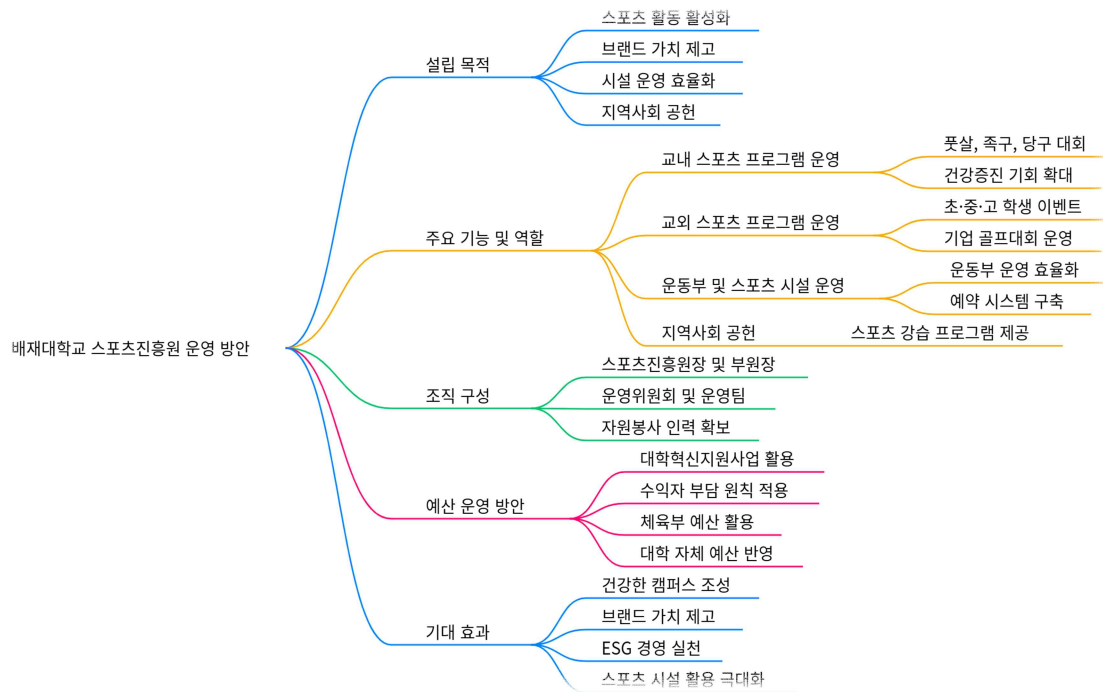 배재대학교 스포츠진흥원 운영 방안
설립 목적
스포츠 활동 활성화
브랜드 가치 제고
시설 운영 효율화
지역사회 공헌
주요 기능 및 역할
교내 스포츠 프로그램 운영
풋살, 족구, 당구 대회
건강증진 기회 확대
교외 스포츠 프로그램 운영
초·중·고 학생 이벤트
기업 골프대회 운영
운동부 및 스포츠 시설 운영
운동부 운영 효율화
예약 시스템 구축
지역사회 공헌
스포츠 강습 프로그램 제공
조직 구성
스포츠진흥원장 및 부원장
운영위원회 및 운영팀
자원봉사 인력 확보
예산 운영 방안
대학혁신지원사업 활용
수익자 부담 원칙 적용
체육부 예산 활용
대학 자체 예산 반영
기대 효과
건강한 캠퍼스 조성
브랜드 가치 제고
ESG 경영 실천
스포츠 시설 활용 극대화